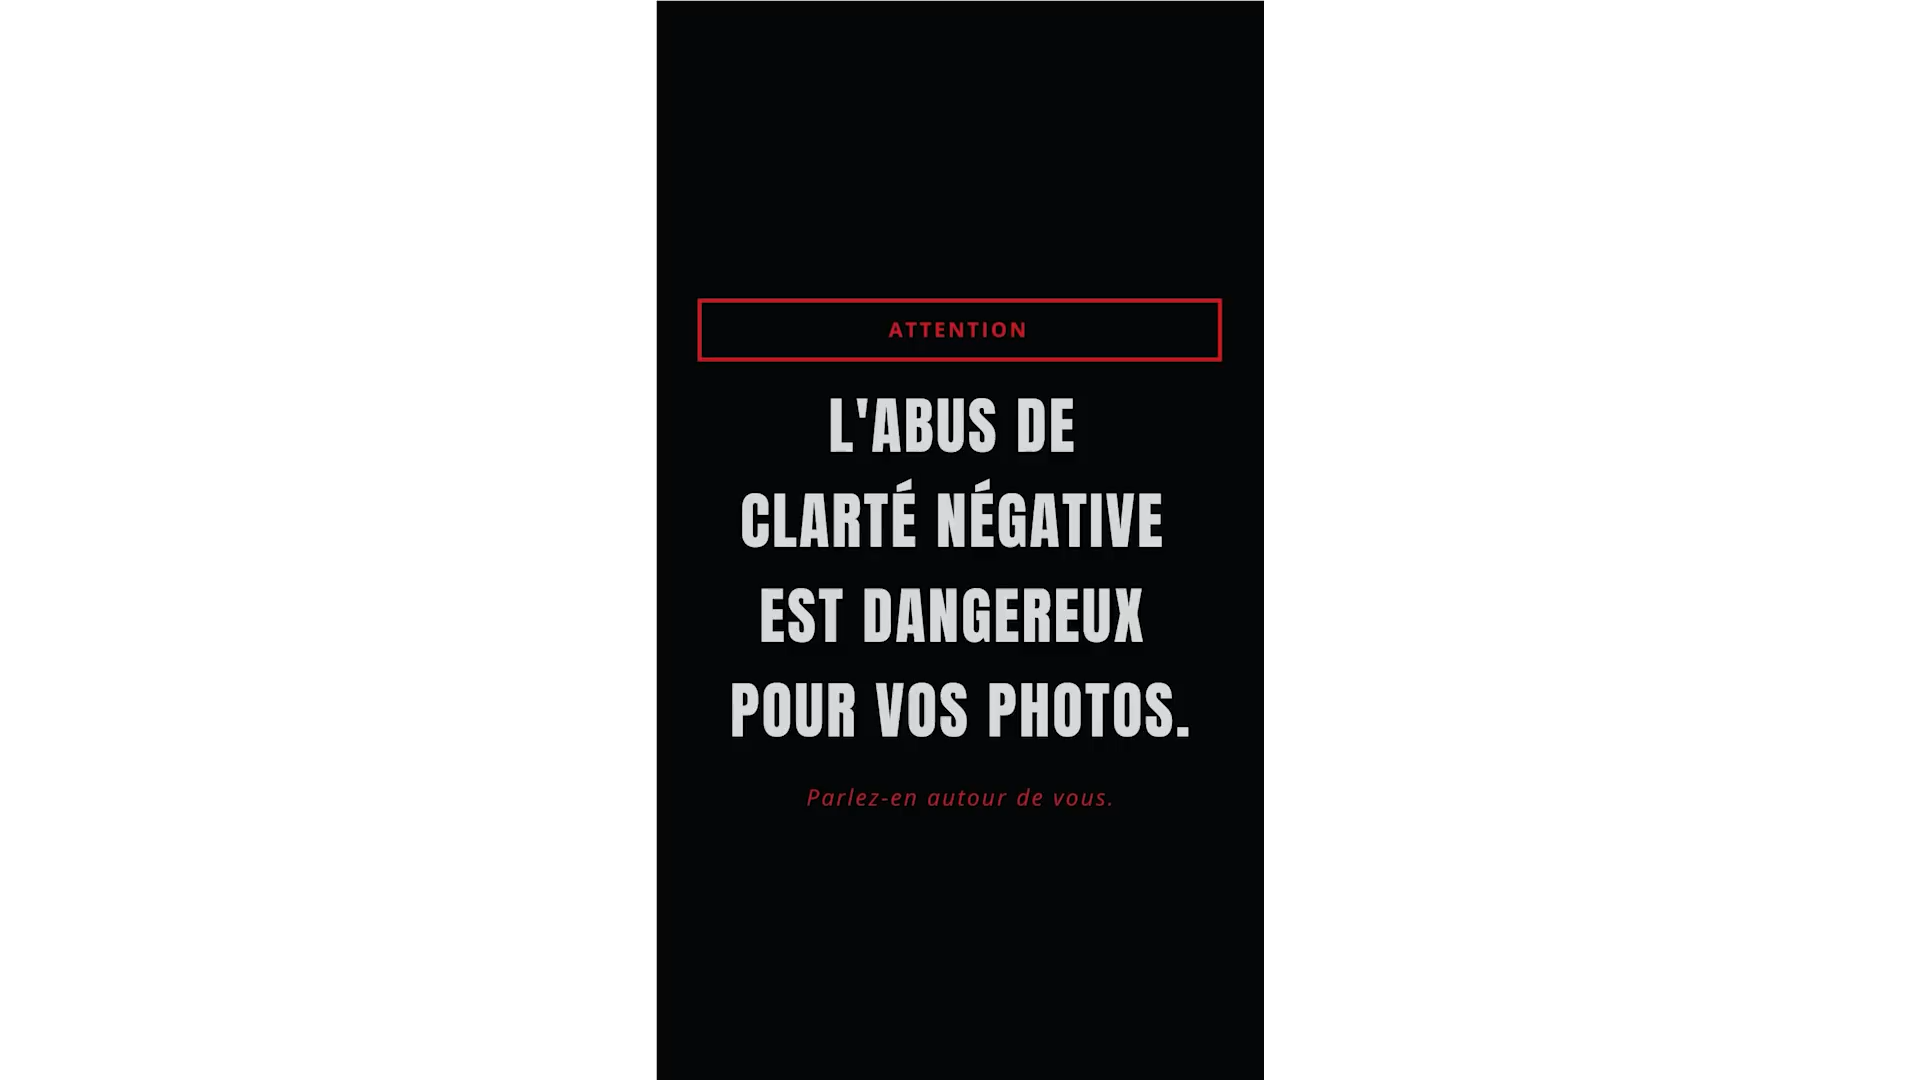 ATTENTION
L'ABUS DE
CLARTÉ NÉGATIVE
EST DANGEREUX
POUR VOS PHOTOS.
Parlez-en autour de vous.